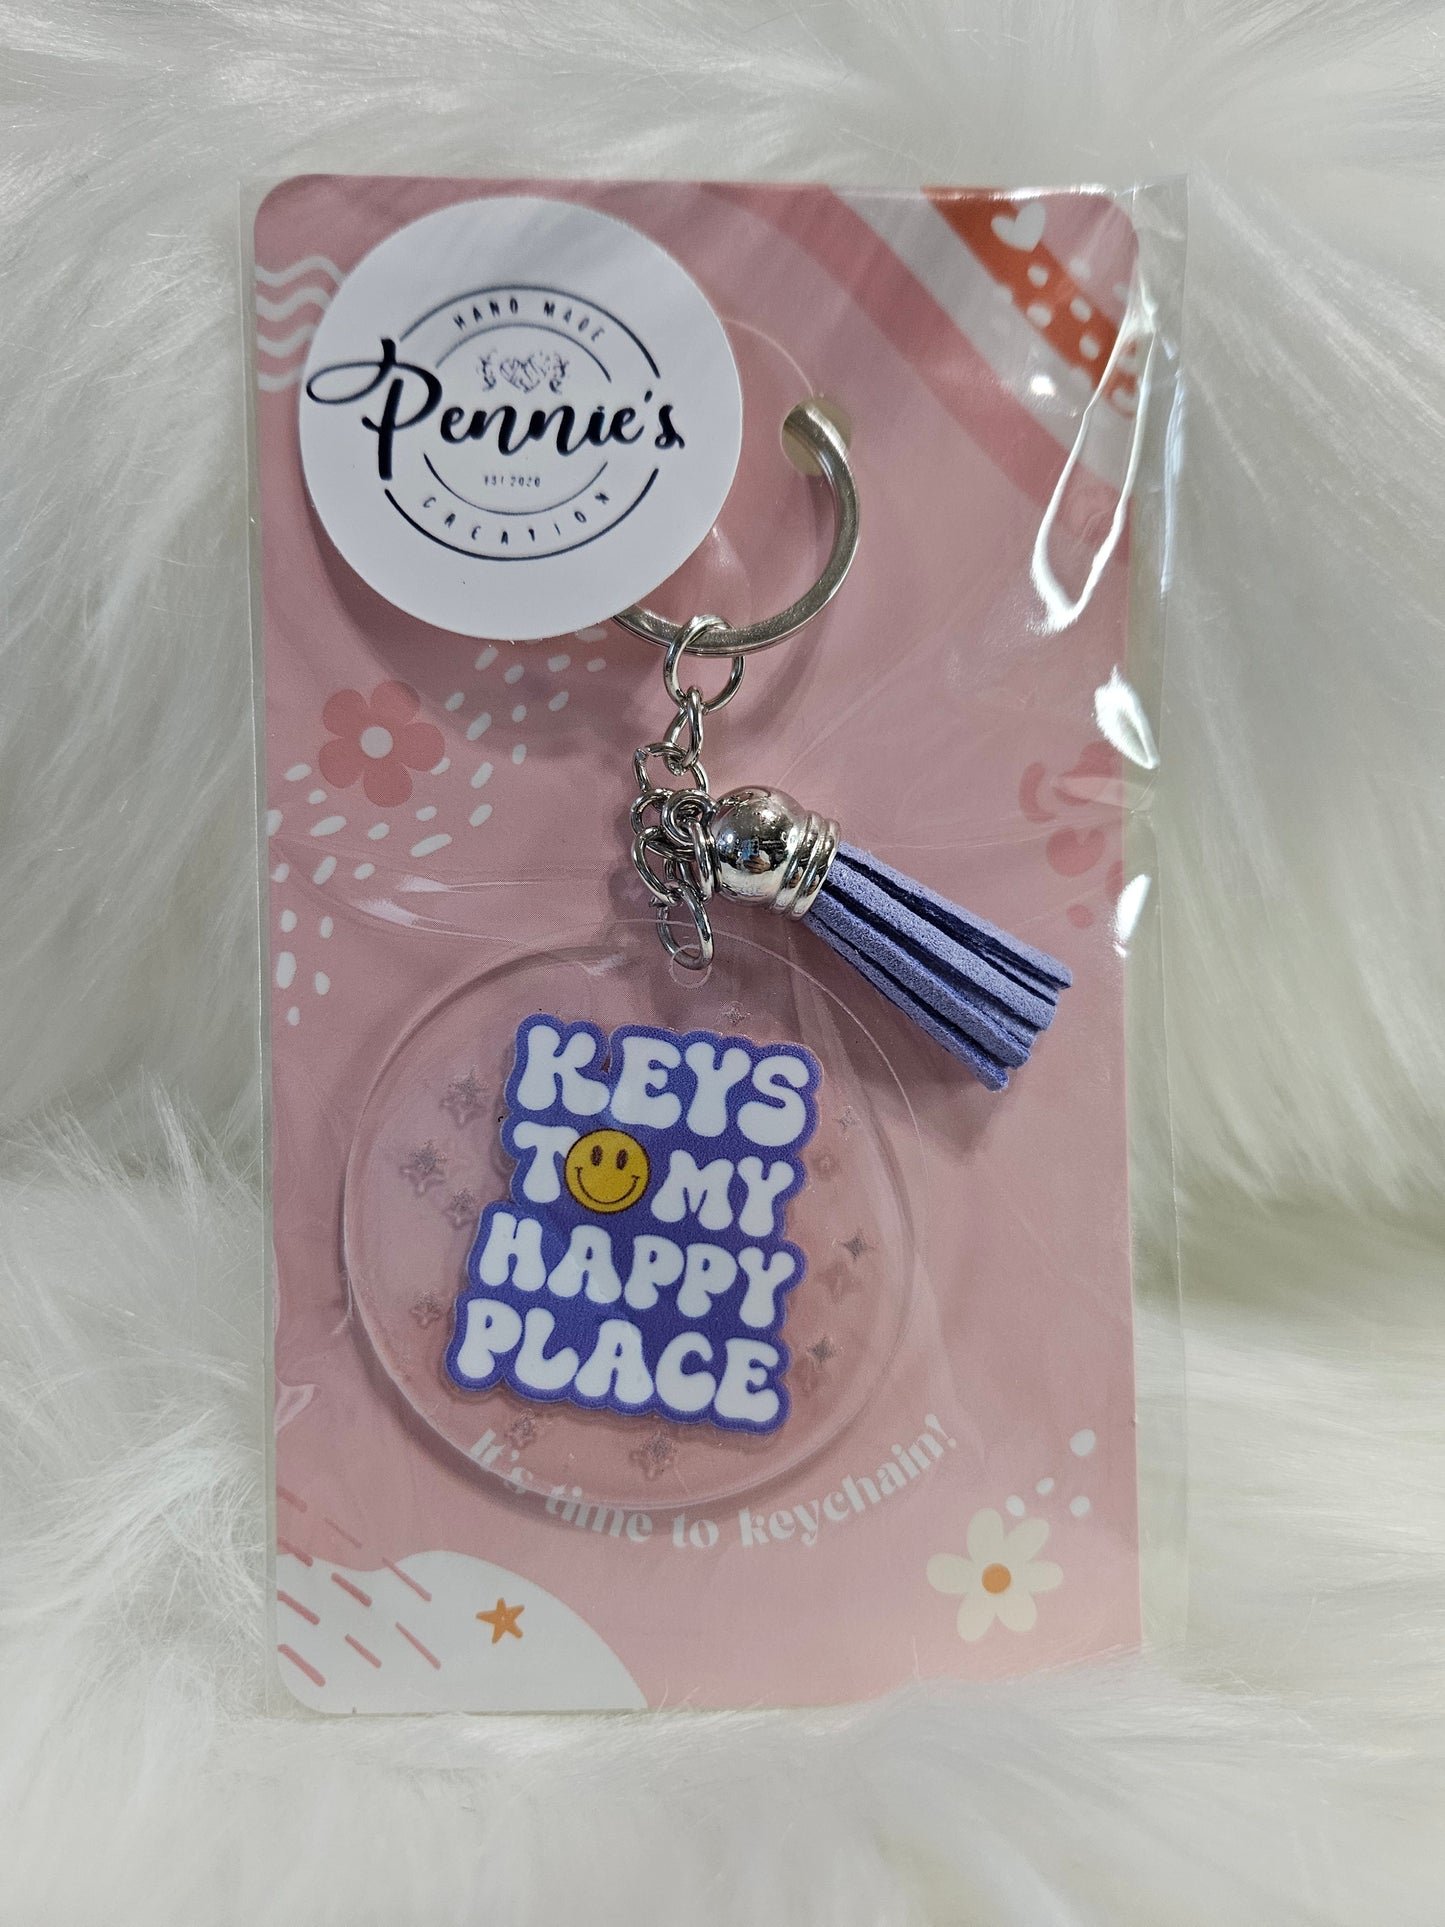 HAND MADE
Pennie's
EST 2020
CREATION
KEYS
TO MY
HAPPY
PLACE
It's time to keychain!